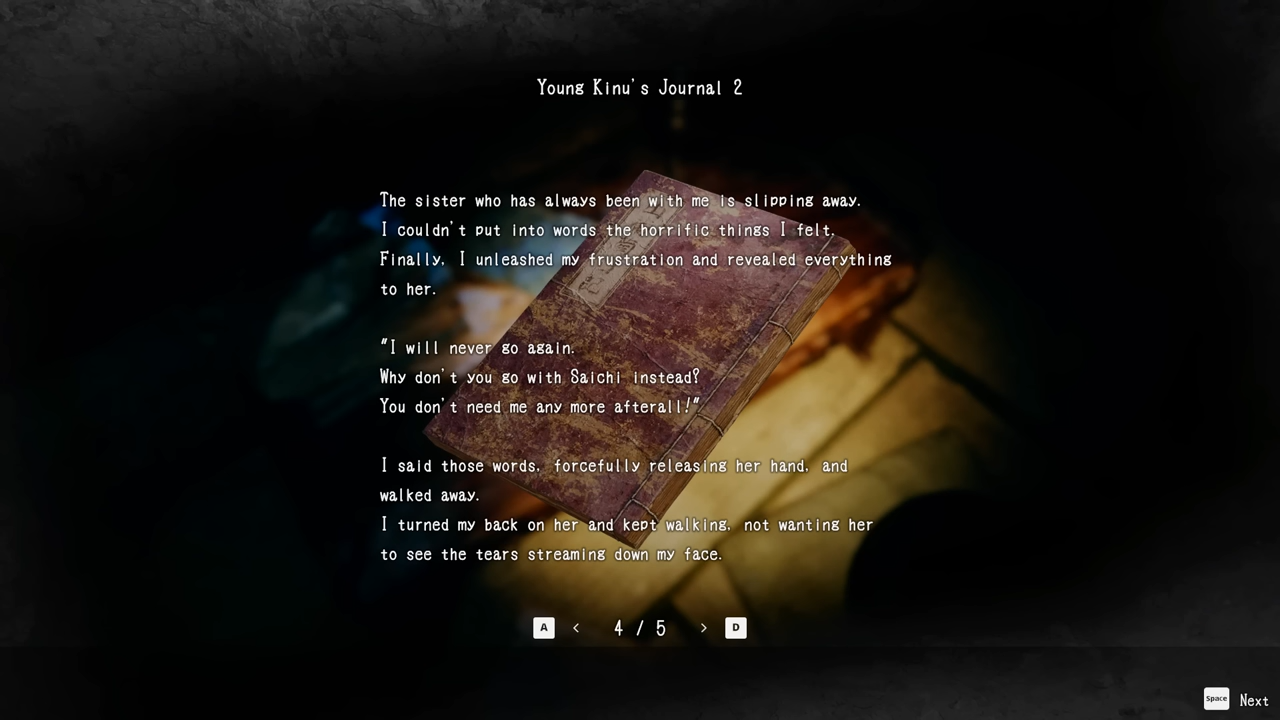 Young Kinu's Journal 2
The sister who has always been with me is slipping away.
I couldn't put into words the horrific things I felt.
Finally, I unleashed my frustration and revealed everything
to her.
"I will never go again.
Why don't you go with Saichi instead?
You don't need me any more afterall!"
I said those words, forcefully releasing her hand, and
walked away.
I turned my back on her and kept walking, not wanting her
to see the tears streaming down my face.
A < 4 / 5 > D
Space Next